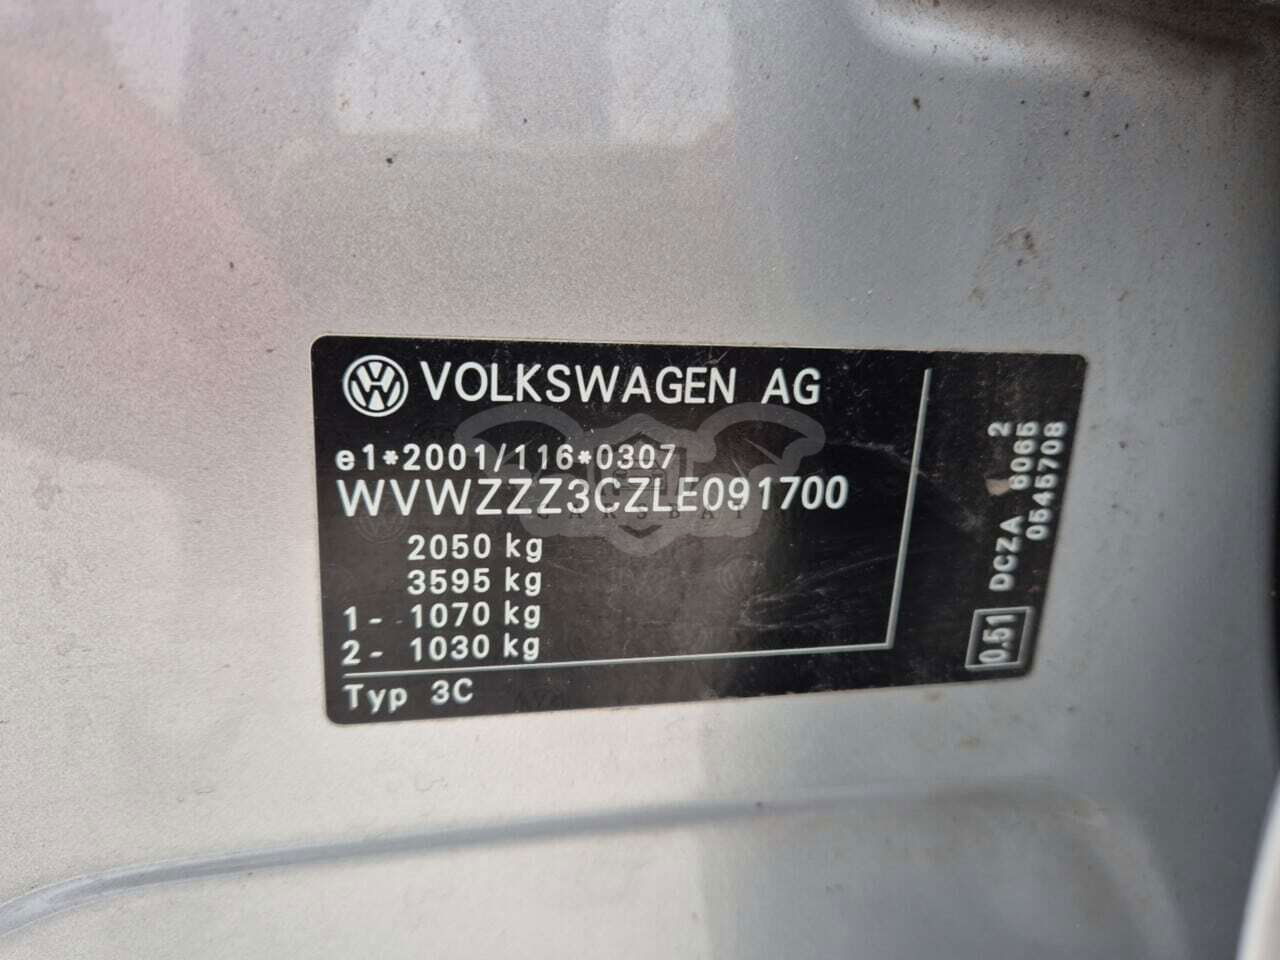 VOLKSWAGEN AG
e1*2001/116*0307
WVWZZZ3CZLE091700
2050 kg
3595 kg
1- 1070 kg
2- 1030 kg
Typ 3C
2
DCZA 6065
0545708
0.51
CARSBAT